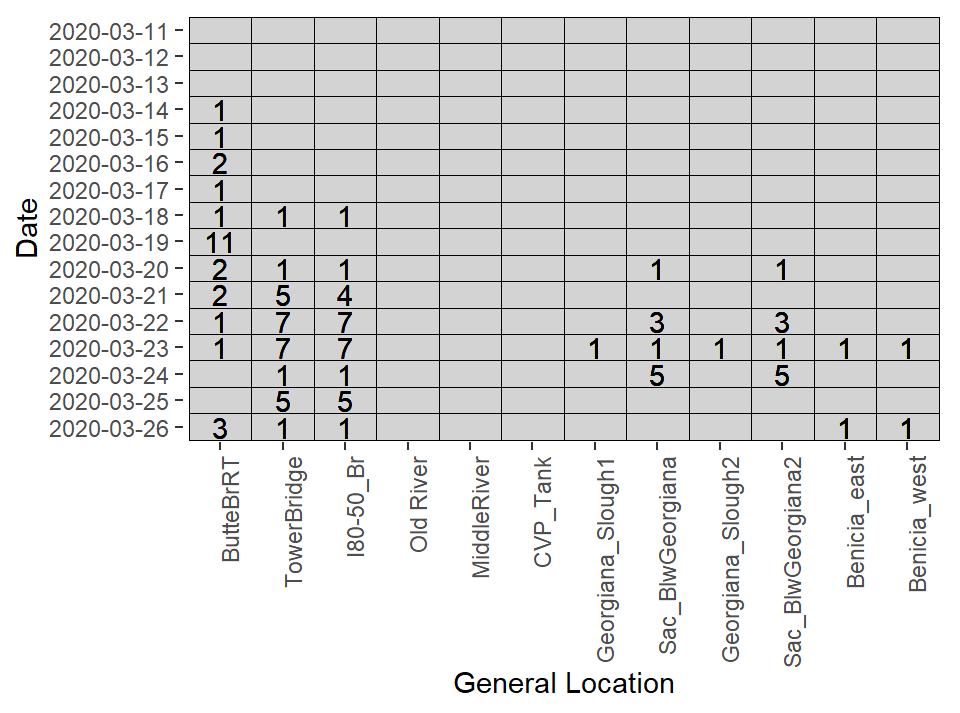 2020-03-11
2020-03-12
2020-03-13
2020-03-14 1
2020-03-15 1
2020-03-16 2
2020-03-17 1
2020-03-18 1 1 1
2020-03-19 11
2020-03-20 2 1 1 1 1
2020-03-21 2 5 4
2020-03-22 1 7 7 3 3
2020-03-23 1 7 7 1 1 1 1 1 1
2020-03-24 1 1 5 5
2020-03-25 5 5
2020-03-26 3 1 1 1 1
Date
ButteBrRT
TowerBridge
I80-50_Br
Old River
MiddleRiver
CVP_Tank
Georgiana_Slough1
Sac_BlwGeorgiana
Georgiana_Slough2
Sac_BlwGeorgiana2
Benicia_east
Benicia_west
General Location